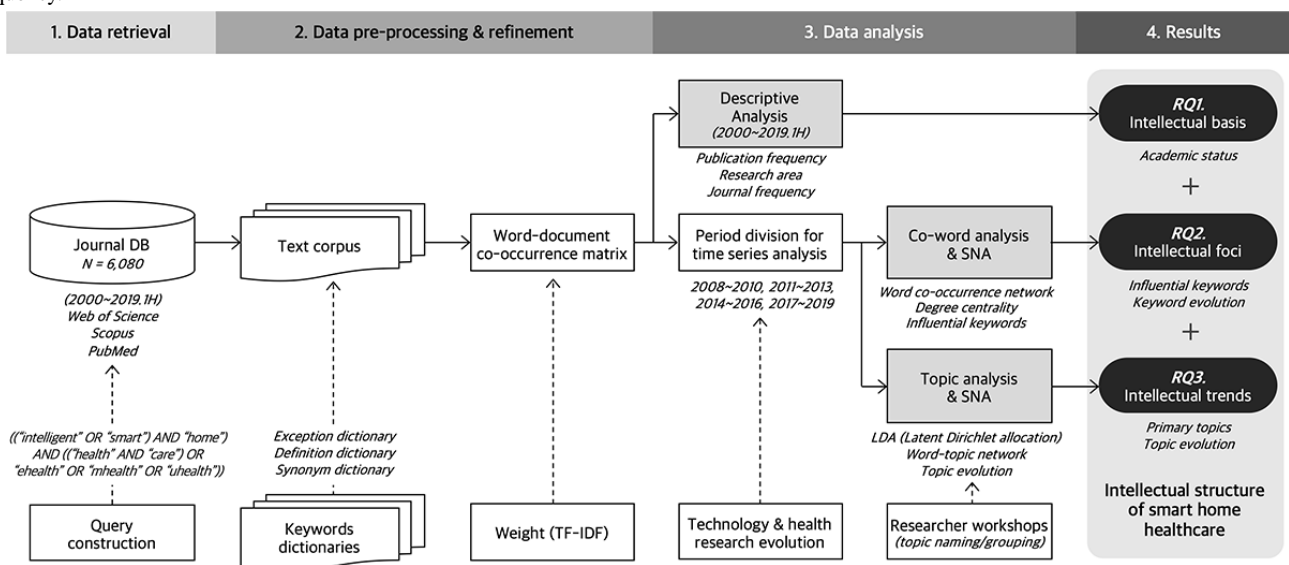 1. Data retrieval
2. Data pre-processing & refinement
3. Data analysis
4. Results
Journal DB
N = 6,080
(2000~2019,1H)
Web of Science
Scopus
PubMed
(("intelligent" OR "smart") AND "home")
AND (("health" AND "care") OR
"ehealth" OR "mhealth" OR "uhealth"))
Query
construction
Text corpus
Exception dictionary
Definition dictionary
Synonym dictionary
Keywords
dictionaries
Word-document
co-occurrence matrix
Weight (TF-IDF)
Descriptive
Analysis
(2000~2019,1H)
Publication frequency
Research area
Journal frequency
Period division for
time series analysis
2008~2010, 2011~2013,
2014~2016, 2017~2019
Technology & health
research evolution
Co-word analysis
& SNA
Word co-occurrence network
Degree centrality
Influential keywords
Topic analysis
& SNA
LDA (Latent Dirichlet allocation)
Word-topic network
Topic evolution
Researcher workshops
(topic naming/grouping)
RQ1.
Intellectual basis
Academic status
+
RQ2.
Intellectual foci
Influential keywords
Keyword evolution
+
RQ3.
Intellectual trends
Primary topics
Topic evolution
Intellectual structure
of smart home
healthcare